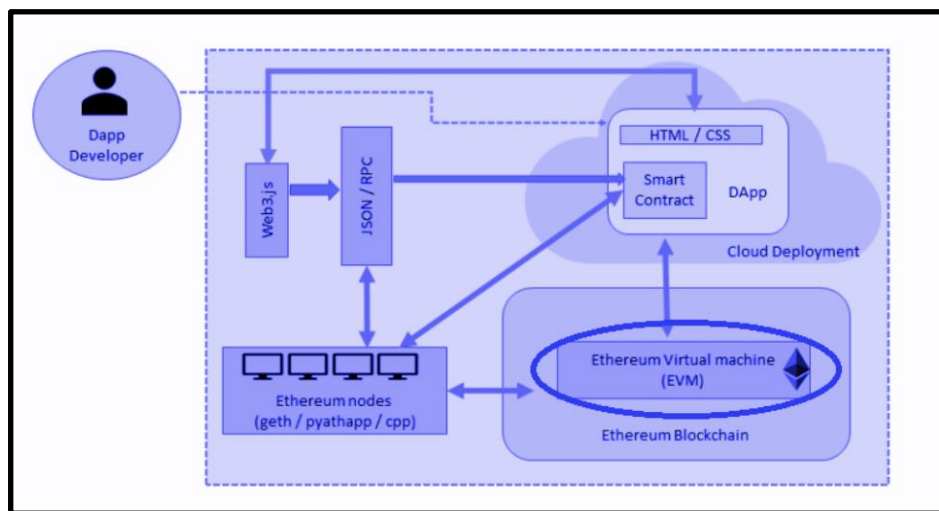 Dapp
Developer
Web3.js
JSON / RPC
HTML / CSS
Smart
Contract
DApp
Cloud Deployment
Ethereum nodes
(geth / pyathapp / cpp)
Ethereum Virtual machine
(EVM)
Ethereum Blockchain